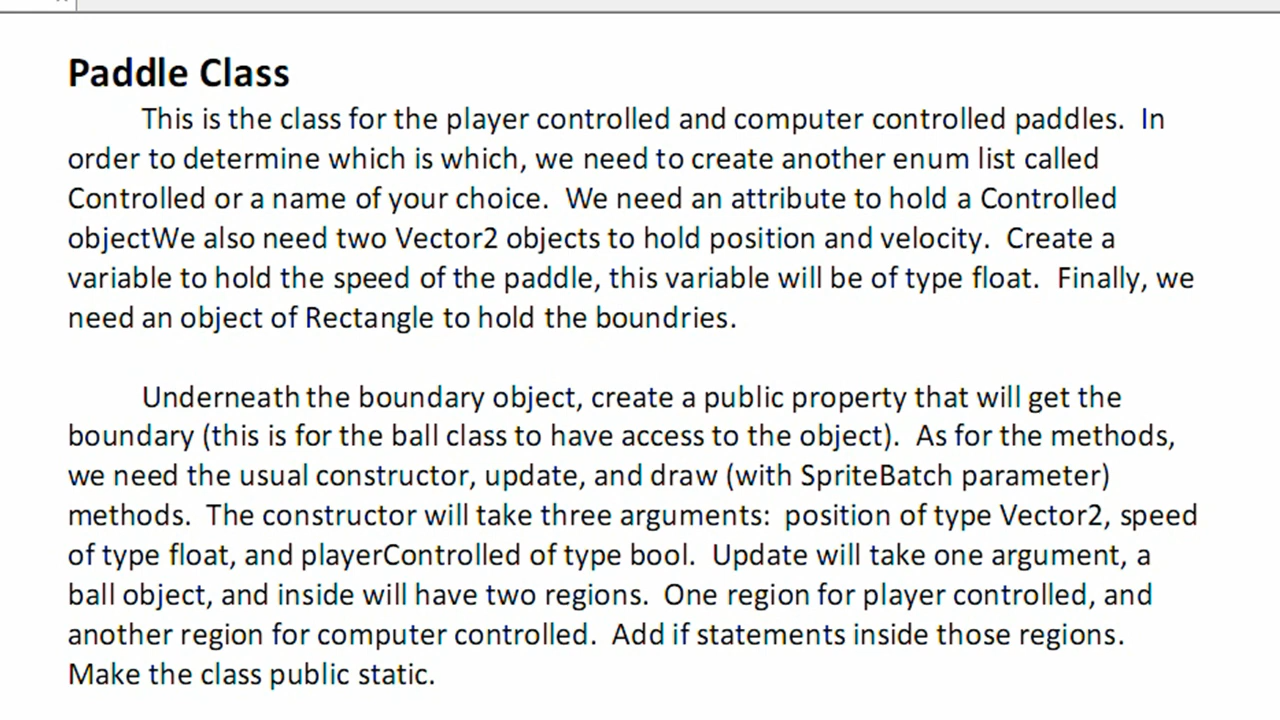 Paddle Class
This is the class for the player controlled and computer controlled paddles.  In
order to determine which is which, we need to create another enum list called
Controlled or a name of your choice.  We need an attribute to hold a Controlled
objectWe also need two Vector2 objects to hold position and velocity.  Create a
variable to hold the speed of the paddle, this variable will be of type float.  Finally, we
need an object of Rectangle to hold the boundries.
Underneath the boundary object, create a public property that will get the
boundary (this is for the ball class to have access to the object).  As for the methods,
we need the usual constructor, update, and draw (with SpriteBatch parameter)
methods.  The constructor will take three arguments:  position of type Vector2, speed
of type float, and playerControlled of type bool.  Update will take one argument, a
ball object, and inside will have two regions.  One region for player controlled, and
another region for computer controlled.  Add if statements inside those regions.
Make the class public static.